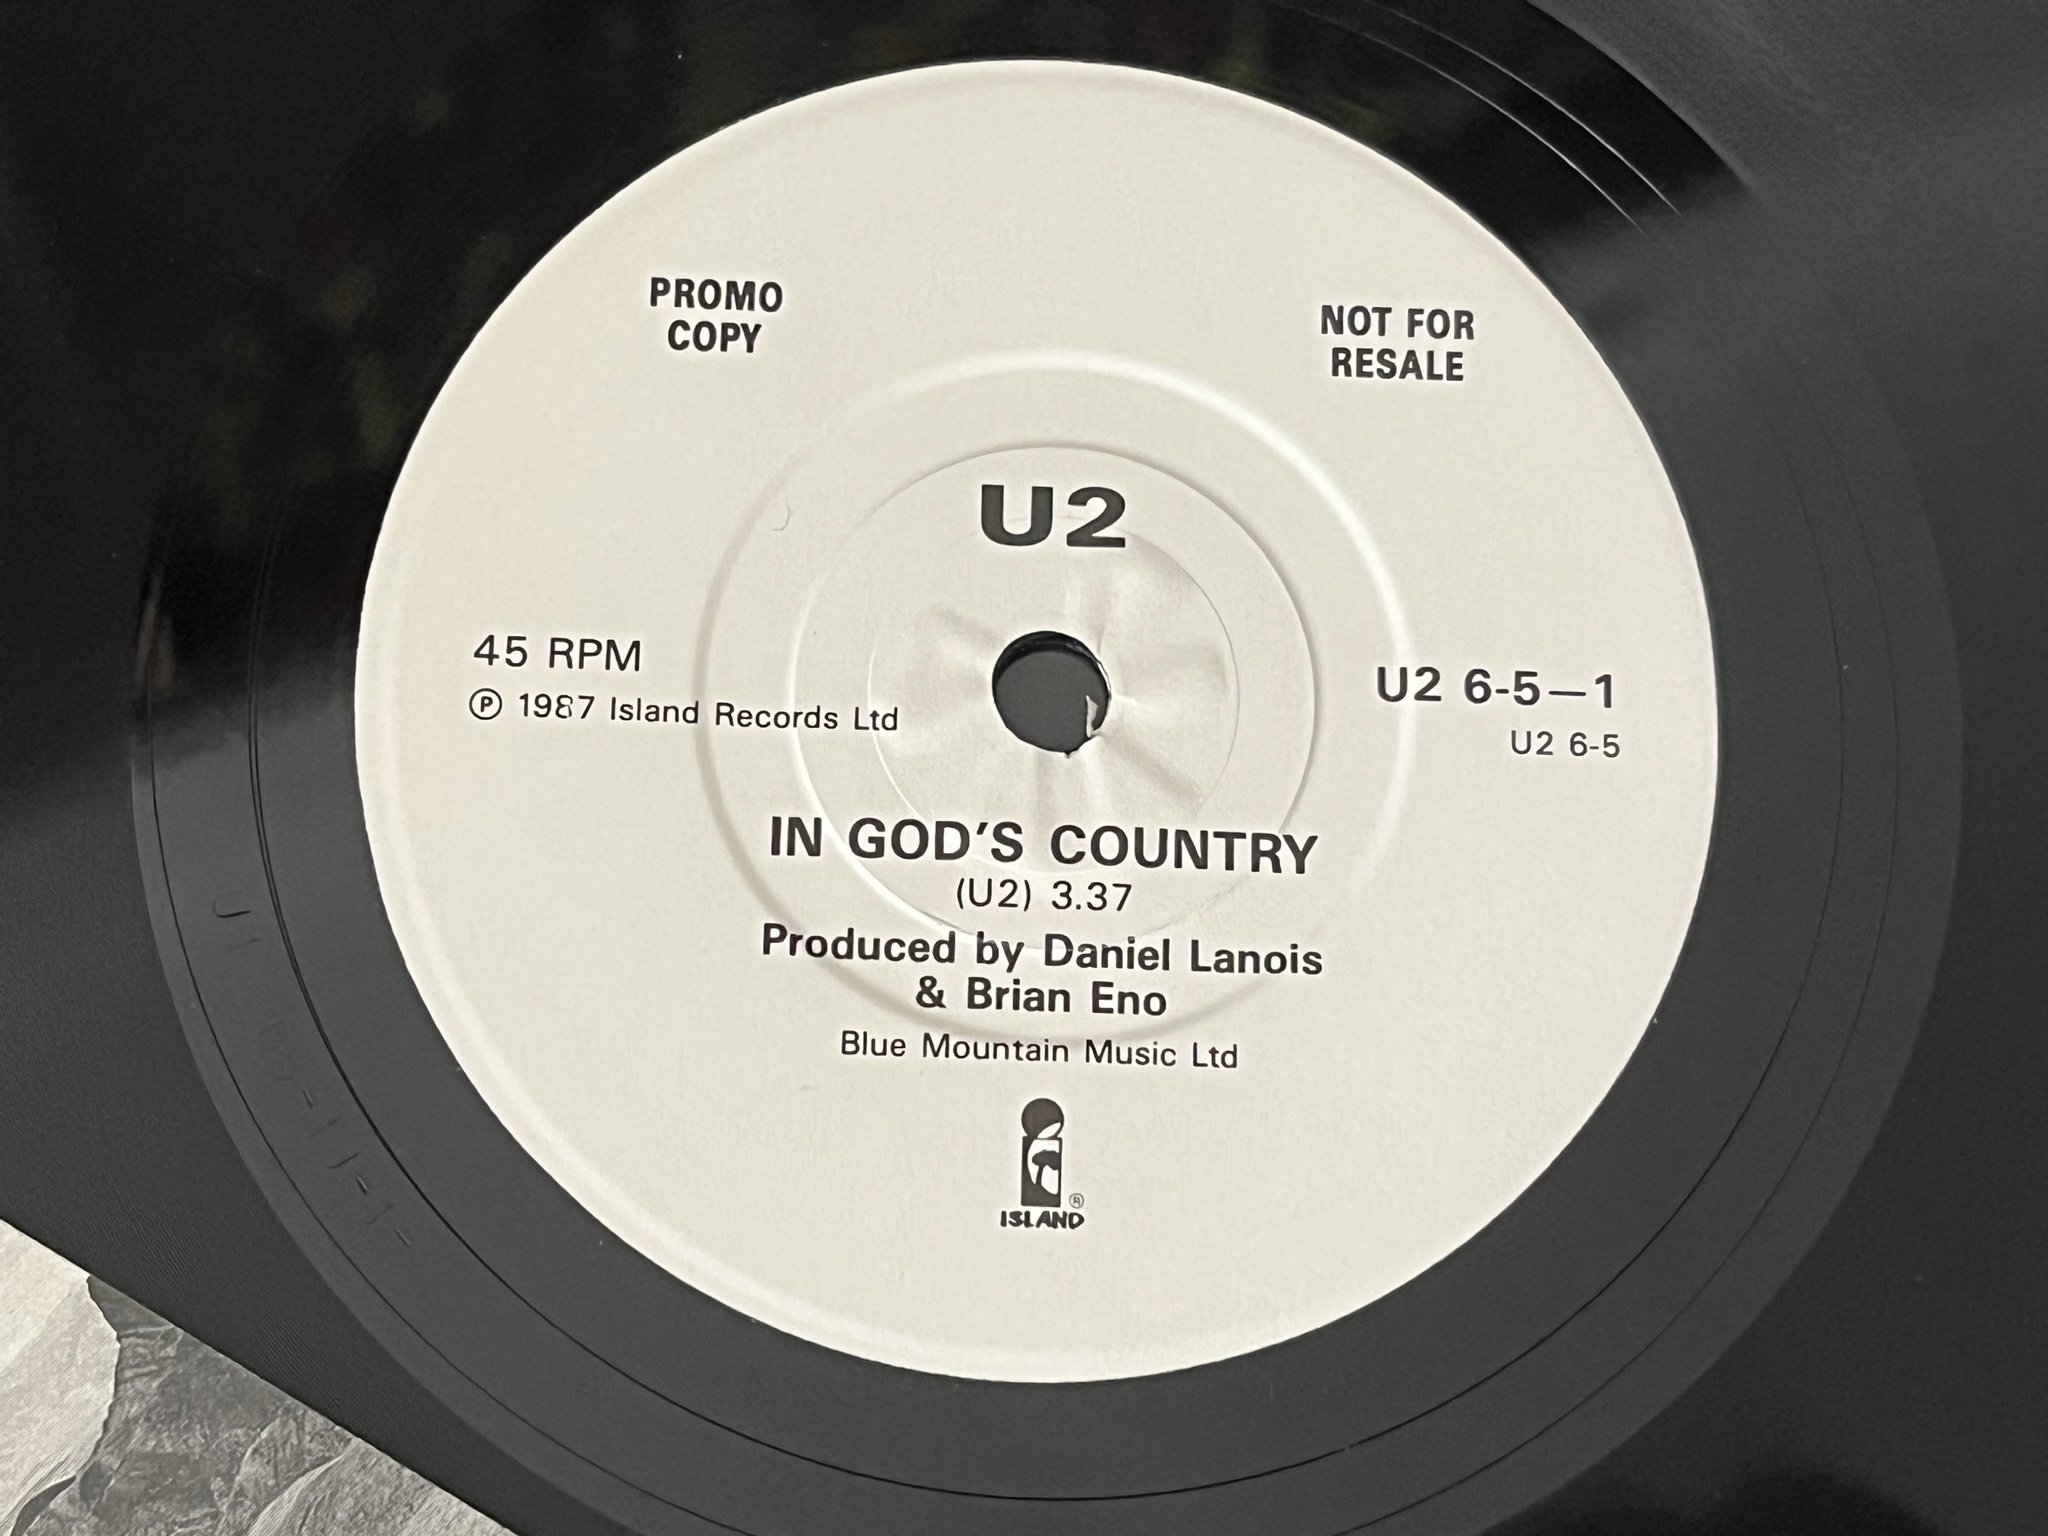 PROMO
COPY
NOT FOR
RESALE
U2
45 RPM
Ⓟ 1987 Island Records Ltd
U2 6-5—1
U2 6-5
IN GOD'S COUNTRY
(U2) 3.37
Produced by Daniel Lanois
& Brian Eno
Blue Mountain Music Ltd
ISLAND ®